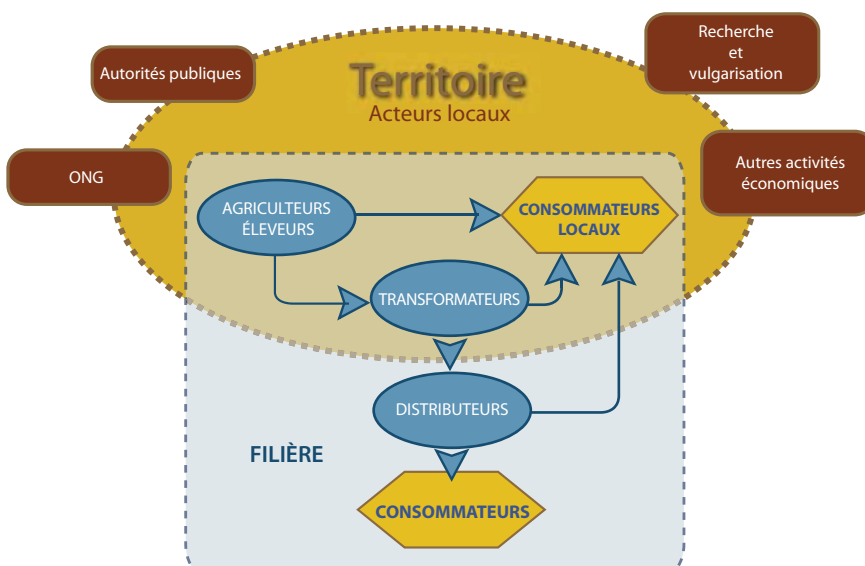 Recherche
et
vulgarisation
Autorités publiques
Territoire
Acteurs locaux
ONG
Autres activités
économiques
AGRICULTEURS
ÉLEVEURS
CONSOMMATEURS
LOCAUX
TRANSFORMATEURS
DISTRIBUTEURS
FILIÈRE
CONSOMMATEURS